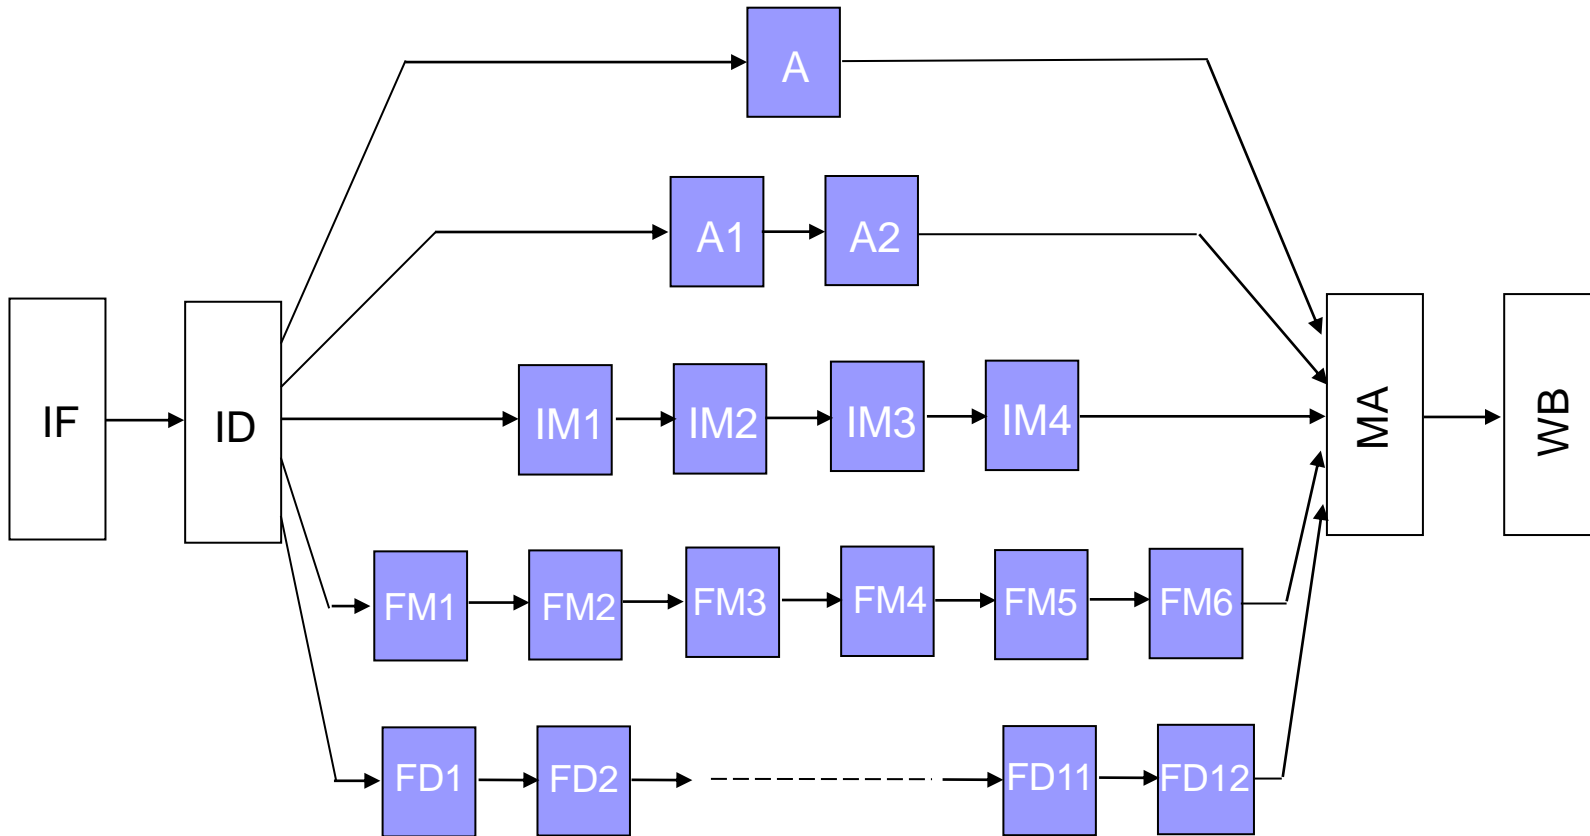 A
A1 A2
IF ID IM1 IM2 IM3 IM4 MA WB
FM1 FM2 FM3 FM4 FM5 FM6
FD1 FD2 FD11 FD12